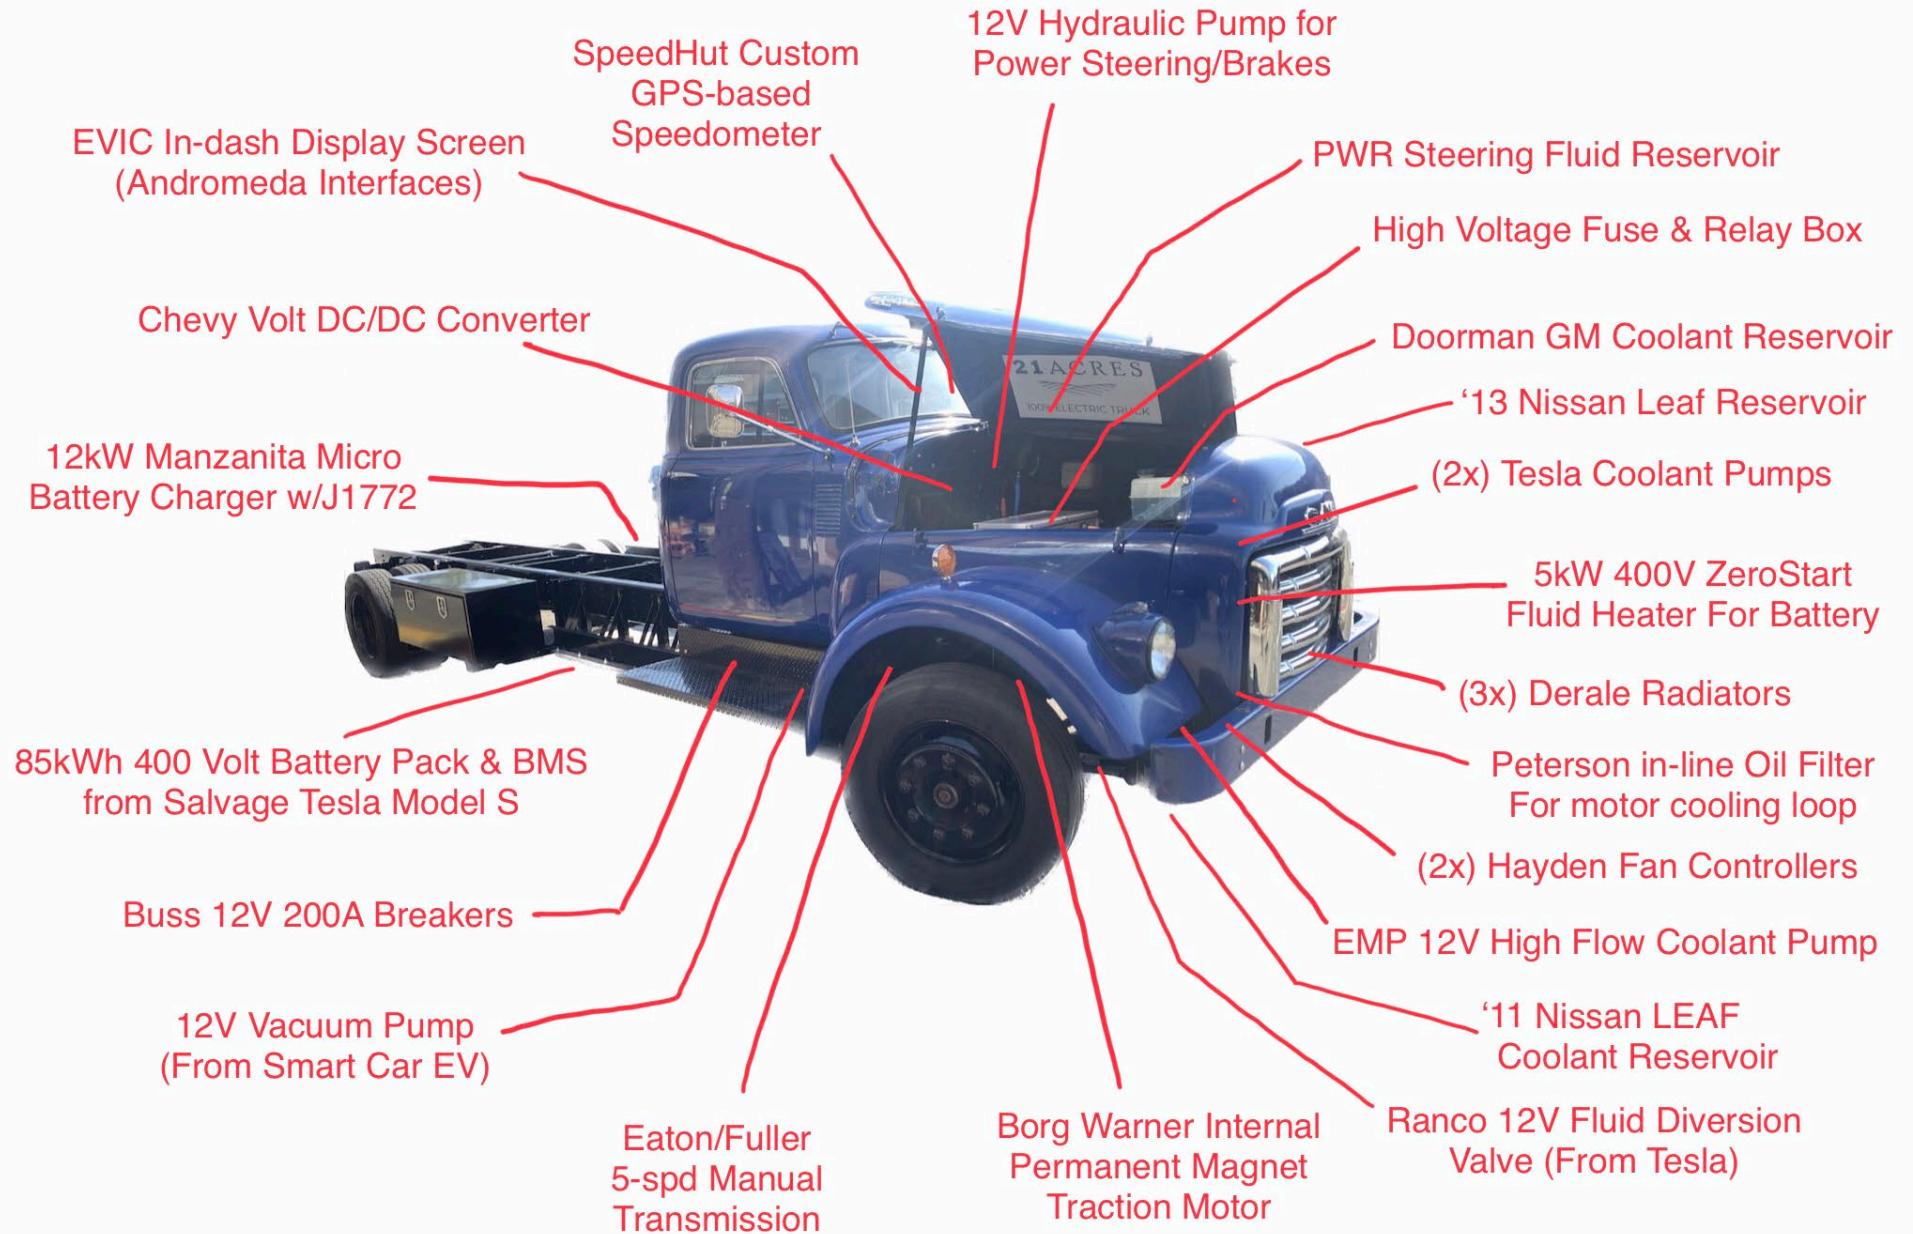 12V Hydraulic Pump for
Power Steering/Brakes
SpeedHut Custom
GPS-based
Speedometer
EVIC In-dash Display Screen
(Andromeda Interfaces)
PWR Steering Fluid Reservoir
High Voltage Fuse & Relay Box
Chevy Volt DC/DC Converter
Doorman GM Coolant Reservoir
21 ACRES
100% ELECTRIC TRUCK
‘13 Nissan Leaf Reservoir
12kW Manzanita Micro
Battery Charger w/J1772
(2x) Tesla Coolant Pumps
5kW 400V ZeroStart
Fluid Heater For Battery
(3x) Derale Radiators
85kWh 400 Volt Battery Pack & BMS
from Salvage Tesla Model S
Peterson in-line Oil Filter
For motor cooling loop
(2x) Hayden Fan Controllers
Buss 12V 200A Breakers
EMP 12V High Flow Coolant Pump
12V Vacuum Pump
(From Smart Car EV)
‘11 Nissan LEAF
Coolant Reservoir
Eaton/Fuller
5-spd Manual
Transmission
Borg Warner Internal
Permanent Magnet
Traction Motor
Ranco 12V Fluid Diversion
Valve (From Tesla)